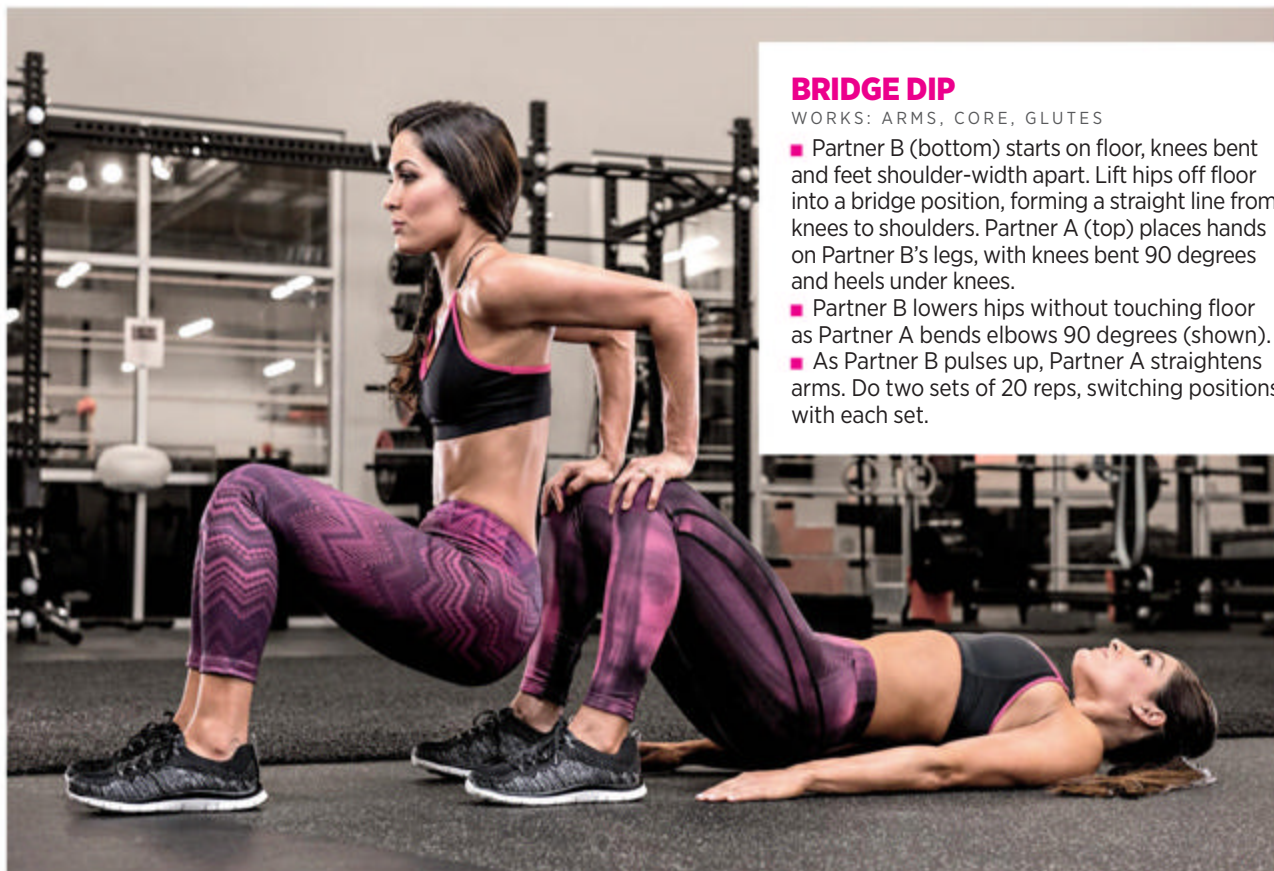 BRIDGE DIP
WORKS: ARMS, CORE, GLUTES
■ Partner B (bottom) starts on floor, knees bent
and feet shoulder-width apart. Lift hips off floor
into a bridge position, forming a straight line from
knees to shoulders. Partner A (top) places hands
on Partner B’s legs, with knees bent 90 degrees
and heels under knees.
■ Partner B lowers hips without touching floor
as Partner A bends elbows 90 degrees (shown).
■ As Partner B pulses up, Partner A straightens
arms. Do two sets of 20 reps, switching positions
with each set.